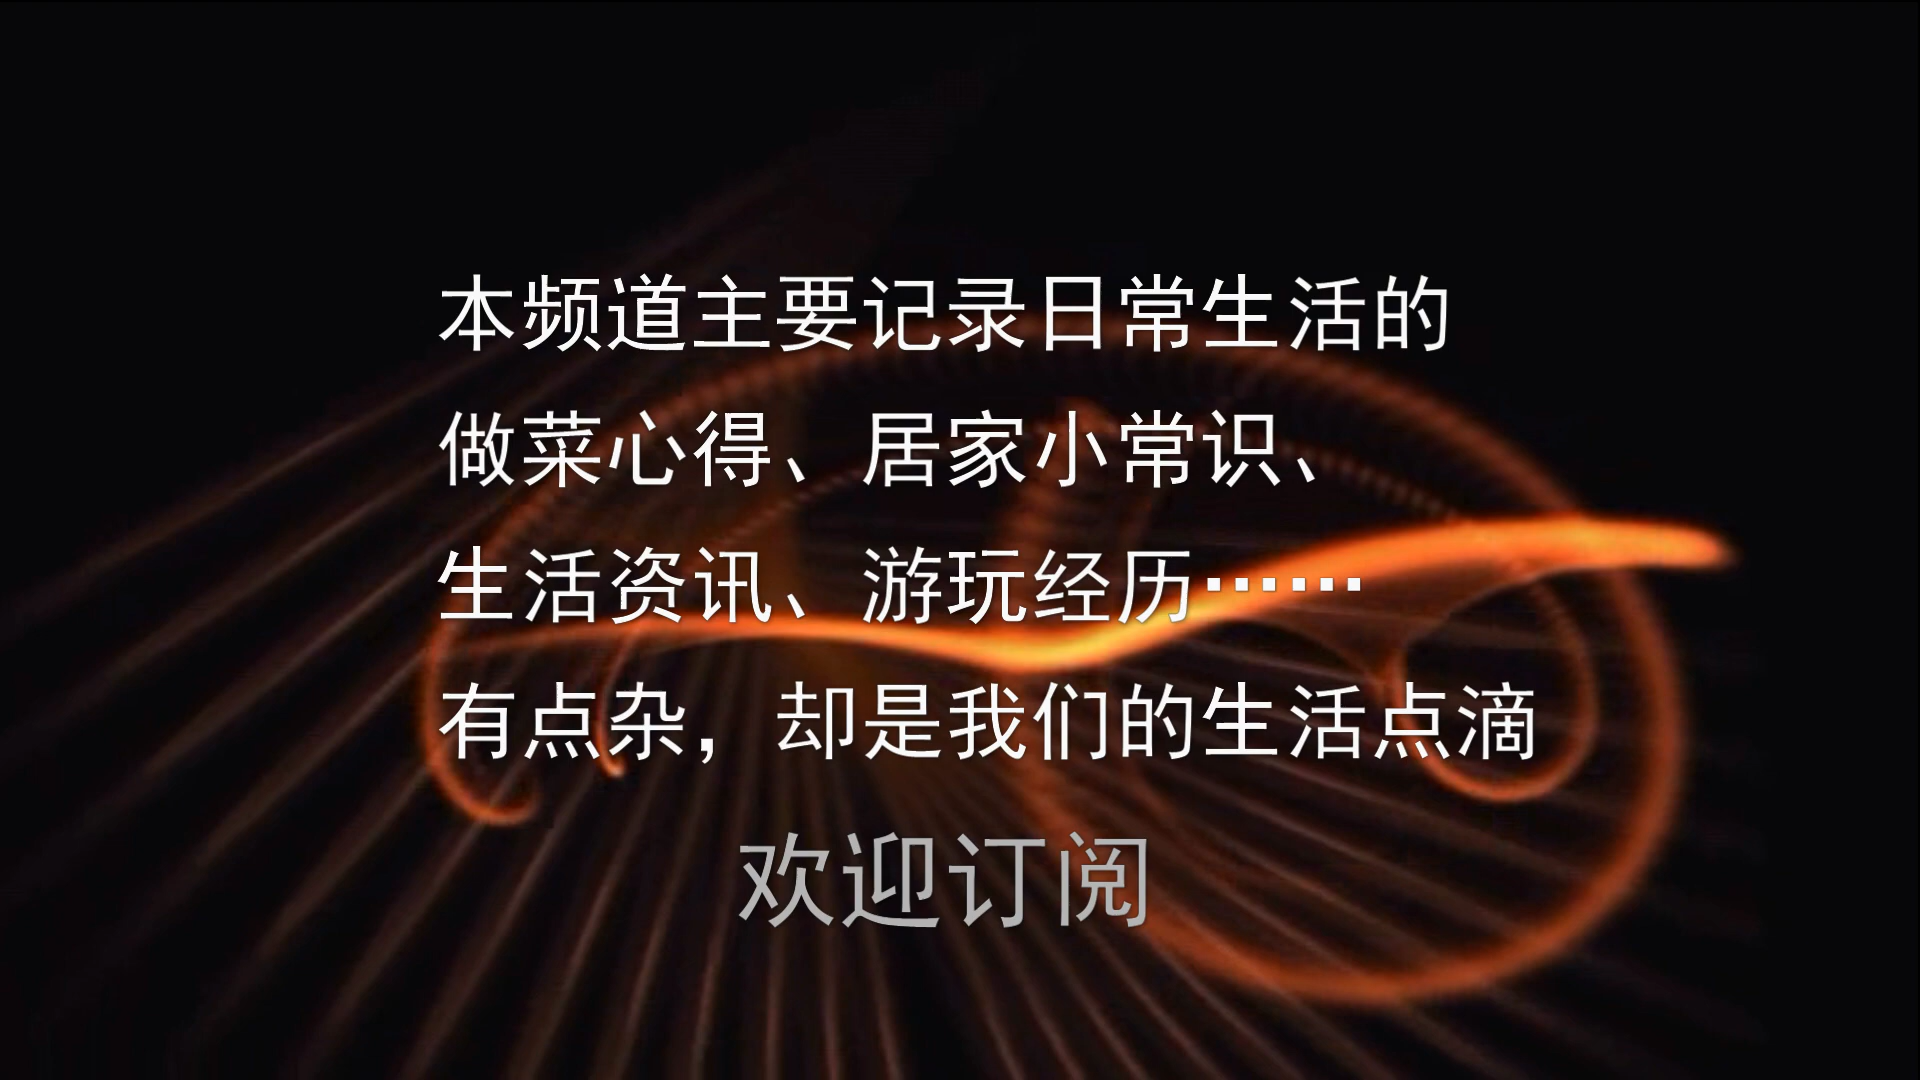 本频道主要记录日常生活的
做菜心得、居家小常识、
生活资讯、游玩经历……
有点杂，却是我们的生活点滴
欢迎订阅